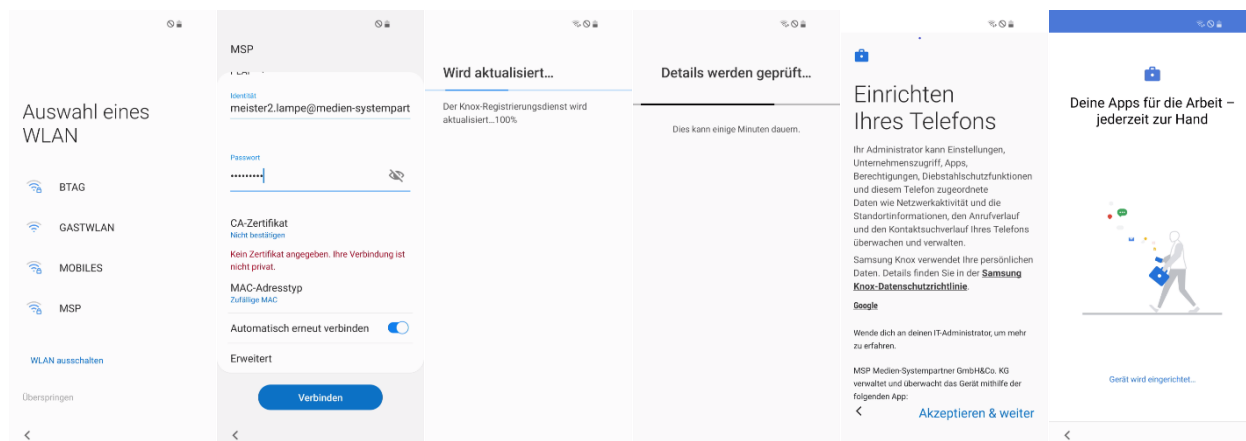 Auswahl eines
WLAN
BTAG
GASTWLAN
MOBILES
MSP
WLAN ausschalten
Überspringen
MSP
Identität
meister2.lampe@medien-systempart
Passwort
•••••••••
CA-Zertifikat
Nicht bestätigen
Kein Zertifikat angegeben. Ihre Verbindung ist
nicht privat.
MAC-Adresstyp
Zufällige MAC
Automatisch erneut verbinden
Erweitert
Verbinden
Wird aktualisiert...
Der Knox-Registrierungsdienst wird
aktualisiert...100%
Details werden geprüft...
Dies kann einige Minuten dauern.
Einrichten
Ihres Telefons
Ihr Administrator kann Einstellungen,
Unternehmenszugriff, Apps,
Berechtigungen, Diebstahlschutzfunktionen
und diesem Telefon zugeordnete
Daten wie Netzwerkaktivität und die
Standortinformationen, den Anrufverlauf
und den Kontaktsuchverlauf Ihres Telefons
überwachen und verwalten.
Samsung Knox verwendet Ihre persönlichen
Daten. Details finden Sie in der Samsung
Knox-Datenschutzrichtlinie.
Google
Wende dich an deinen IT-Administrator, um mehr
zu erfahren.
MSP Medien-Systempartner GmbH&Co. KG
verwaltet und überwacht das Gerät mithilfe der
folgenden App:
Akzeptieren & weiter
Deine Apps für die Arbeit –
jederzeit zur Hand
Gerät wird eingerichtet...